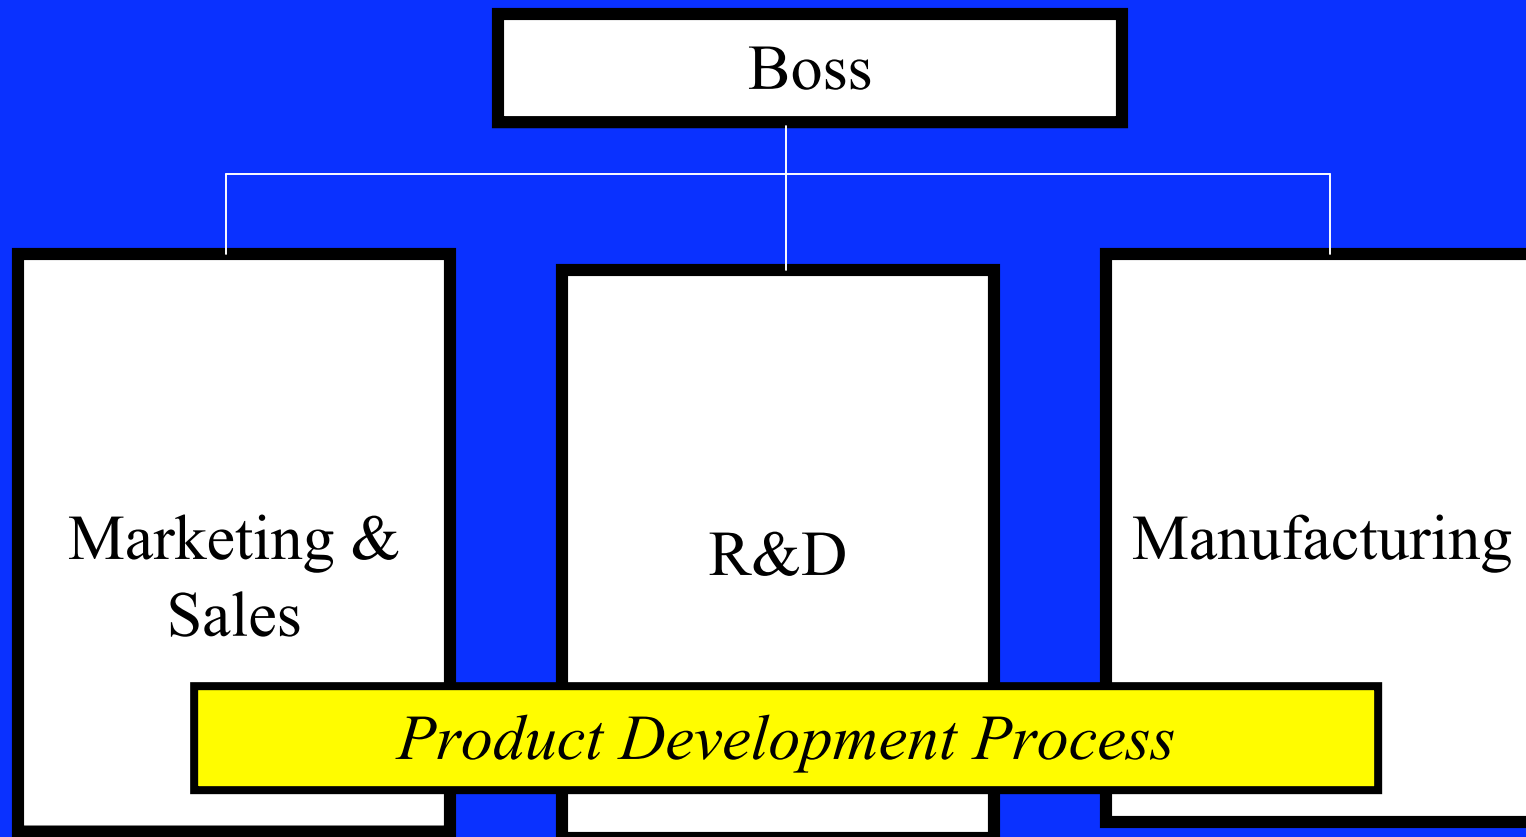 Boss
Marketing &
Sales
R&D
Manufacturing
Product Development Process